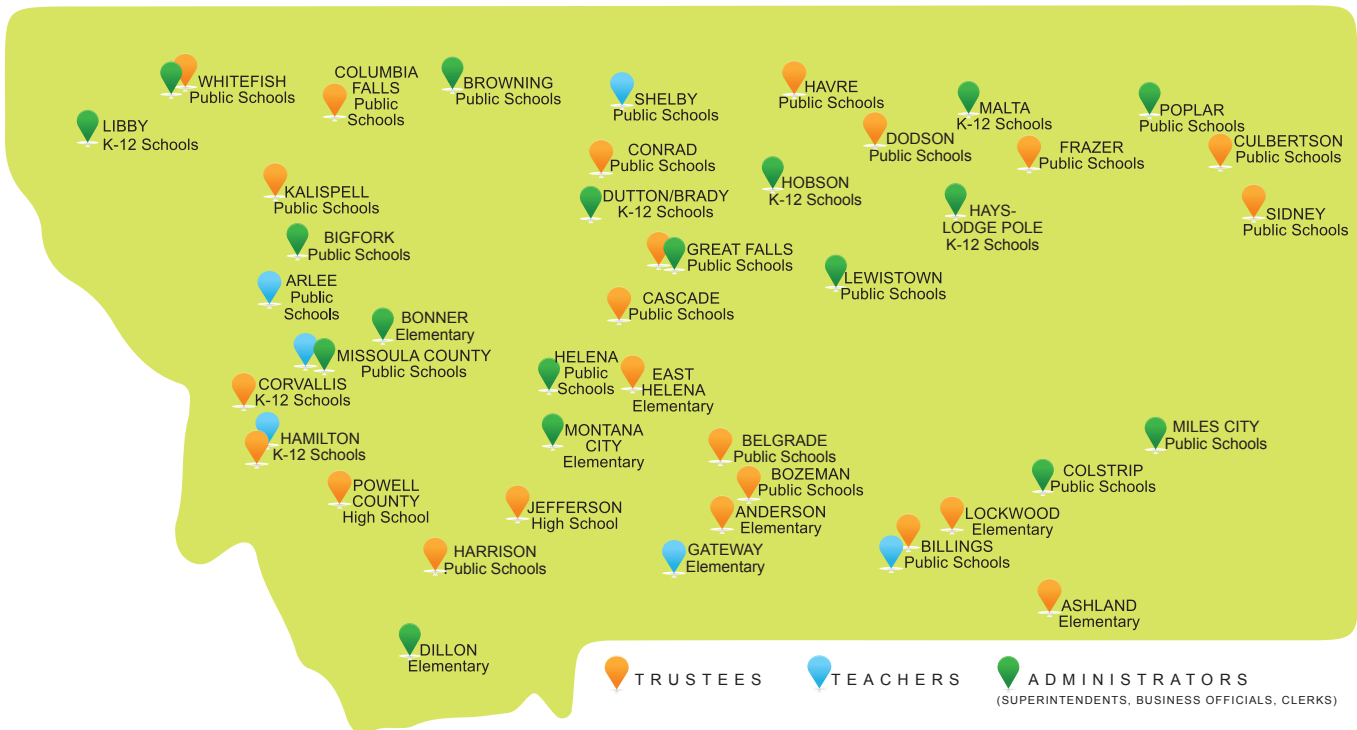 WHITEFISH
Public Schools
COLUMBIA
FALLS
Public
Schools
BROWNING
Public Schools
SHELBY
Public Schools
HAVRE
Public Schools
MALTA
K-12 Schools
POPLAR
Public Schools
LIBBY
K-12 Schools
CONRAD
Public Schools
DODSON
Public Schools
FRAZER
Public Schools
CULBERTSON
Public Schools
KALISPELL
Public Schools
DUTTON/BRADY
K-12 Schools
HOBSON
K-12 Schools
HAYS-
LODGE POLE
K-12 Schools
SIDNEY
Public Schools
BIGFORK
Public Schools
GREAT FALLS
Public Schools
LEWISTOWN
Public Schools
ARLEE
Public
Schools
CASCADE
Public Schools
BONNER
Elementary
MISSOULA COUNTY
Public Schools
HELENA
Public
Schools
EAST
HELENA
Elementary
CORVALLIS
K-12 Schools
HAMILTON
K-12 Schools
MONTANA
CITY
Elementary
BELGRADE
Public Schools
MILES CITY
Public Schools
BOZEMAN
Public Schools
COLSTRIP
Public Schools
POWELL
COUNTY
High School
JEFFERSON
High School
ANDERSON
Elementary
LOCKWOOD
Elementary
HARRISON
Public Schools
GATEWAY
Elementary
BILLINGS
Public Schools
ASHLAND
Elementary
DILLON
Elementary
TRUSTEES
TEACHERS
ADMINISTRATORS
(SUPERINTENDENTS, BUSINESS OFFICIALS, CLERKS)